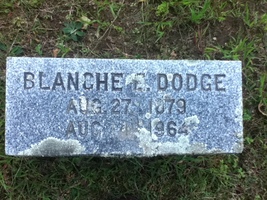 BLANCHE E. DODGE
AUG. 27, 1879
AUG. 1964